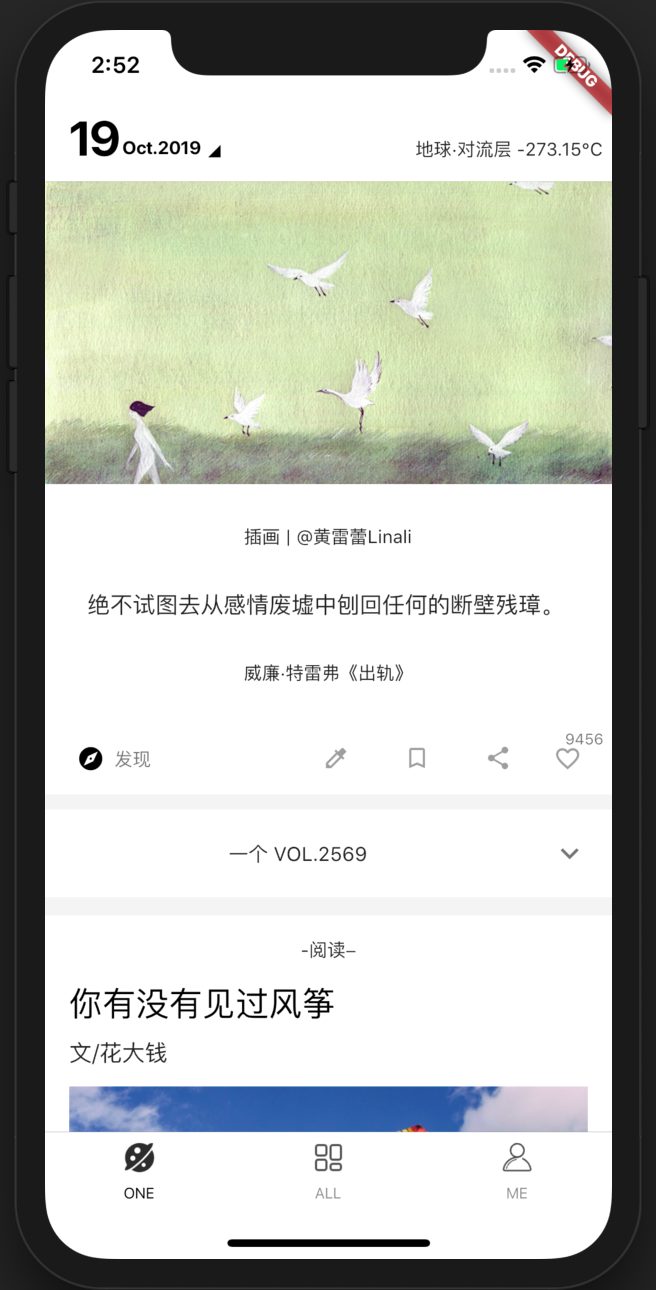 2:52
DEBUG
19 Oct.2019
地球·对流层 -273.15°C
插画 | @黄雷蕾Linali
绝不试图去从感情废墟中刨回任何的断壁残璋。
威廉·特雷弗《出轨》
发现
9456
一个 VOL.2569
-阅读–
你有没有见过风筝
文/花大钱
ONE
ALL
ME